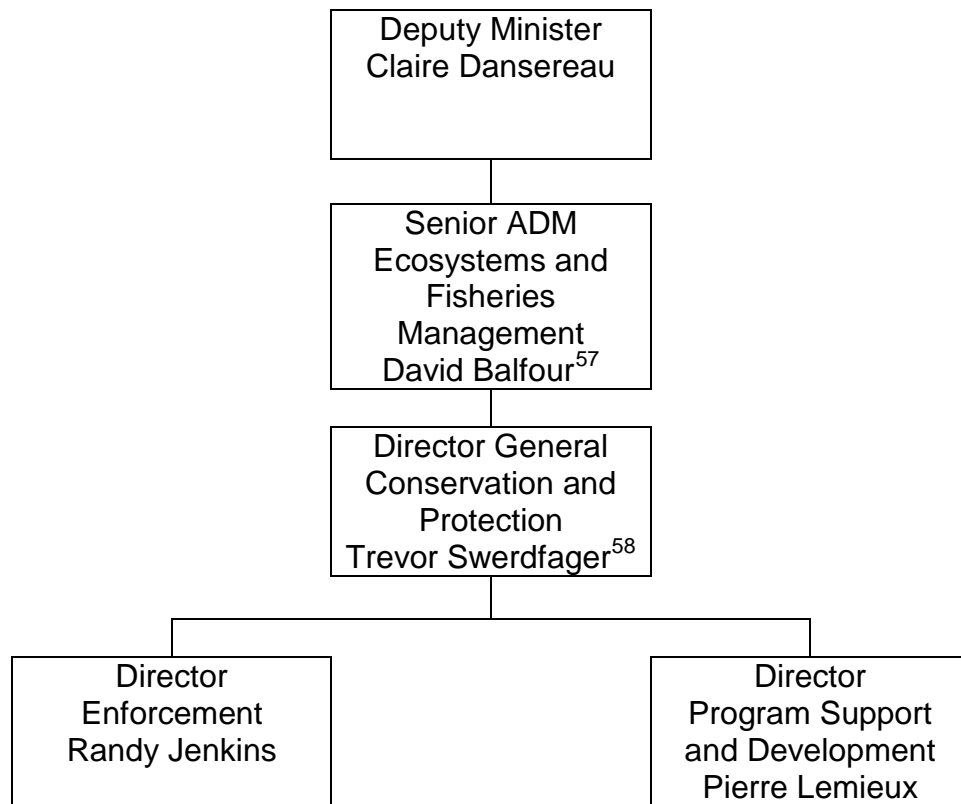 Deputy Minister
Claire Dansereau
Senior ADM
Ecosystems and
Fisheries
Management
David Balfour57
Director General
Conservation and
Protection
Trevor Swerdfager58
Director
Enforcement
Randy Jenkins
Director
Program Support
and Development
Pierre Lemieux